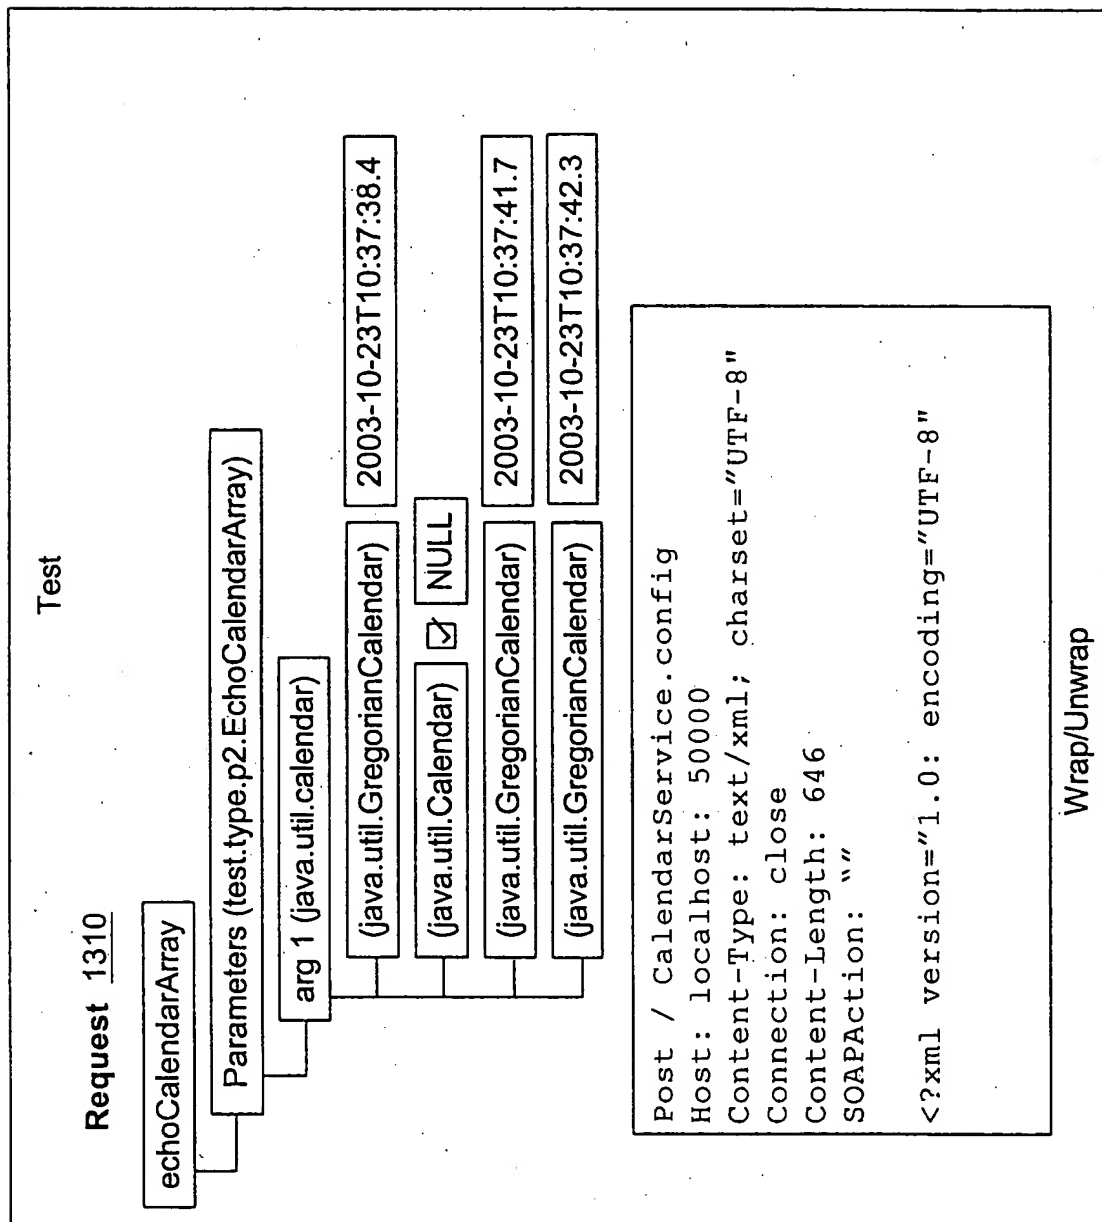 Test
Request 1310
echoCalendarArray
Parameters (test.type.p2.EchoCalendarArray)
arg 1 (java.util.calendar)
(java.util.GregorianCalendar) 2003-10-23T10:37:38.4
(java.util.Calendar) ☑ NULL
(java.util.GregorianCalendar) 2003-10-23T10:37:41.7
(java.util.GregorianCalendar) 2003-10-23T10:37:42.3
Post / CalendarService.config
Host: localhost: 50000
Content-Type: text/xml; charset="UTF-8"
Connection: close
Content-Length: 646
SOAPAction: ""
<?xml version="1.0: encoding="UTF-8"
Wrap/Unwrap